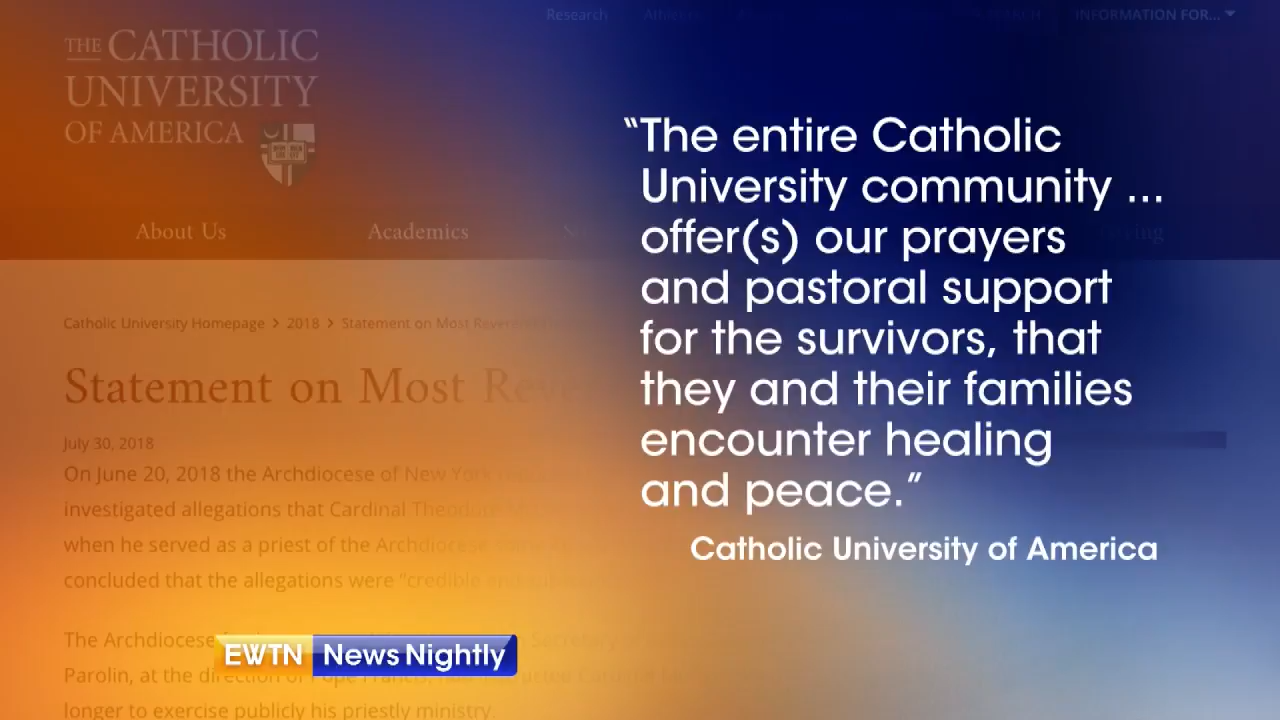 Research
INFORMATION FOR...
THE CATHOLIC
UNIVERSITY
OF AMERICA
About Us
Academics
"The entire Catholic
University community ...
offer(s) our prayers
and pastoral support
for the survivors, that
they and their families
encounter healing
and peace."
Catholic University of America
Catholic University Homepage > 2018 > Statement on Most
Statement on Most
July 30, 2018
On June 20, 2018 the Archdiocese of New York
investigated allegations that Cardinal
when he served as a priest of the Archdiocese
concluded that the allegations were "credible
The Archdiocese
Parolin, at the direction of Pope Francis,
longer to exercise publicly his priestly ministry.
EWTN News Nightly